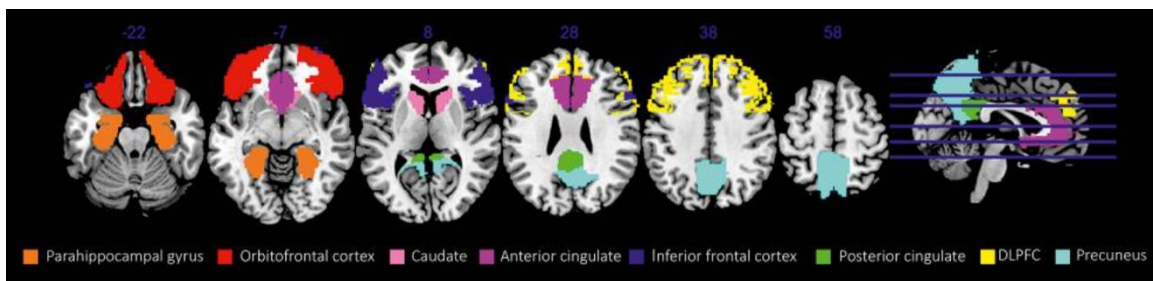 -22 -7 8 28 38 58
Parahippocampal gyrus Orbitofrontal cortex Caudate Anterior cingulate Inferior frontal cortex Posterior cingulate DLPFC Precuneus